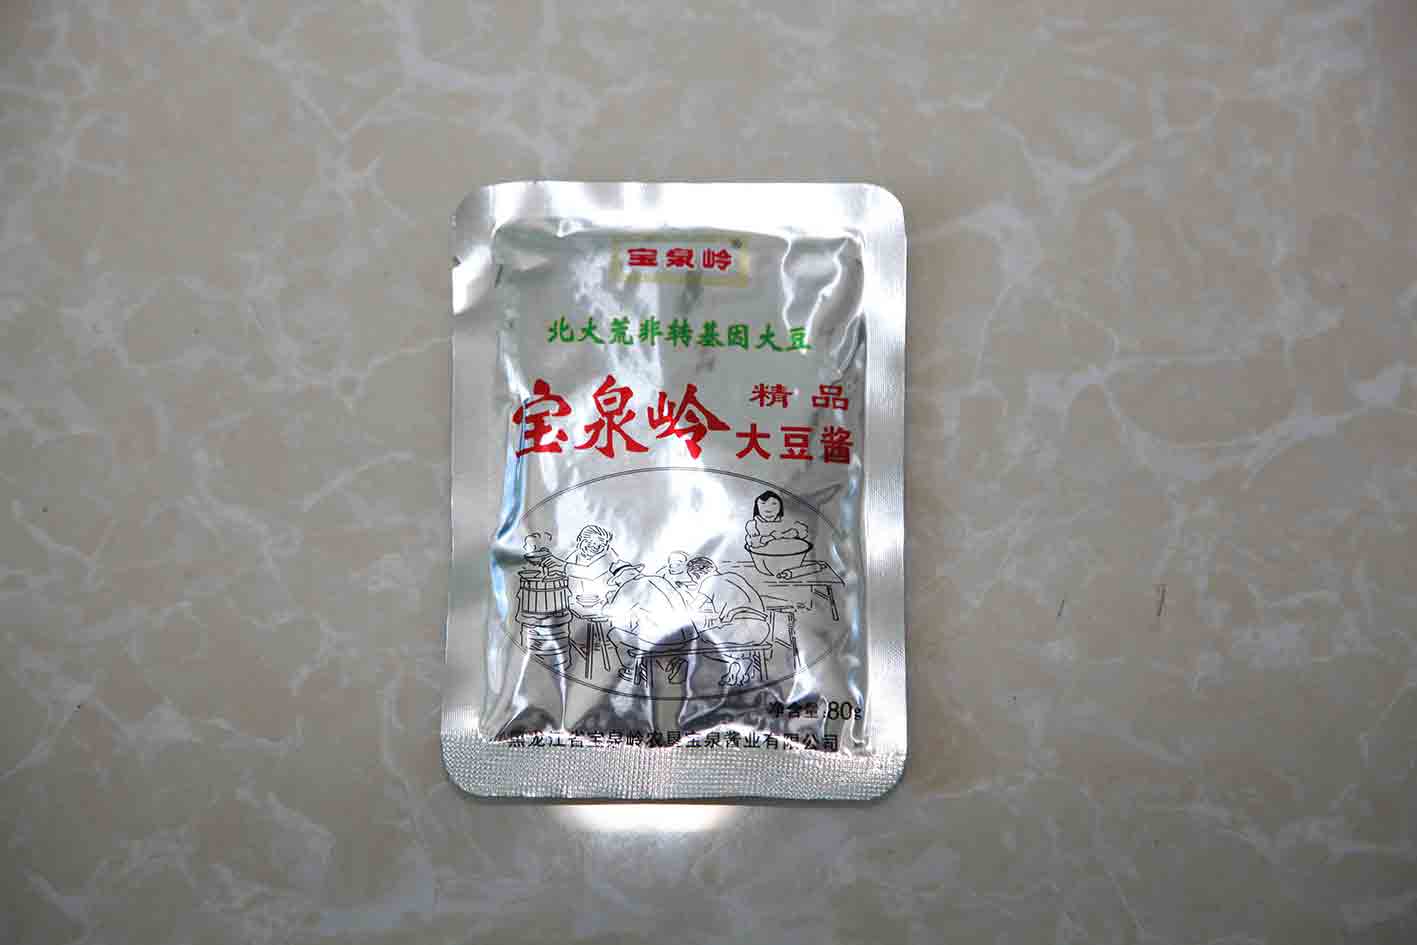 宝泉岭®
北大荒非转基因大豆
宝泉岭 精品
大豆酱
净含量:80g
黑龙江省宝泉岭农垦宝泉酱业有限公司